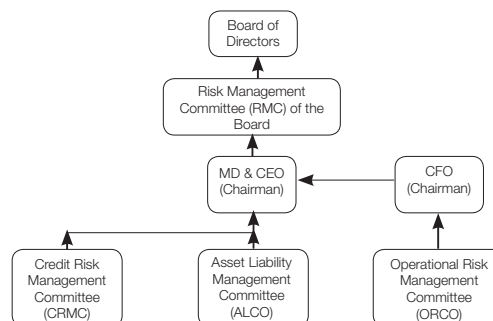 Board of
Directors
Risk Management
Committee (RMC) of the
Board
MD & CEO
(Chairman)
CFO
(Chairman)
Credit Risk
Management
Committee
(CRMC)
Asset Liability
Management
Committee
(ALCO)
Operational Risk
Management
Committee
(ORCO)